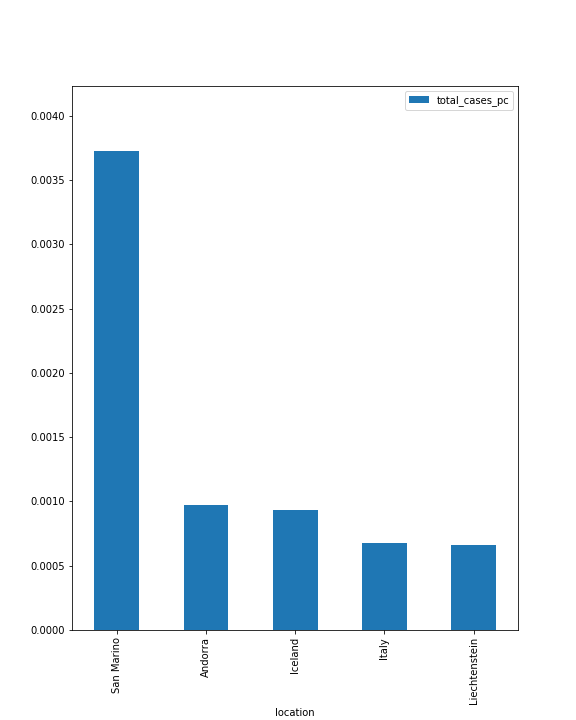 total_cases_pc
0.0040
0.0035
0.0030
0.0025
0.0020
0.0015
0.0010
0.0005
0.0000
San Marino
Andorra
Iceland
Italy
Liechtenstein
location